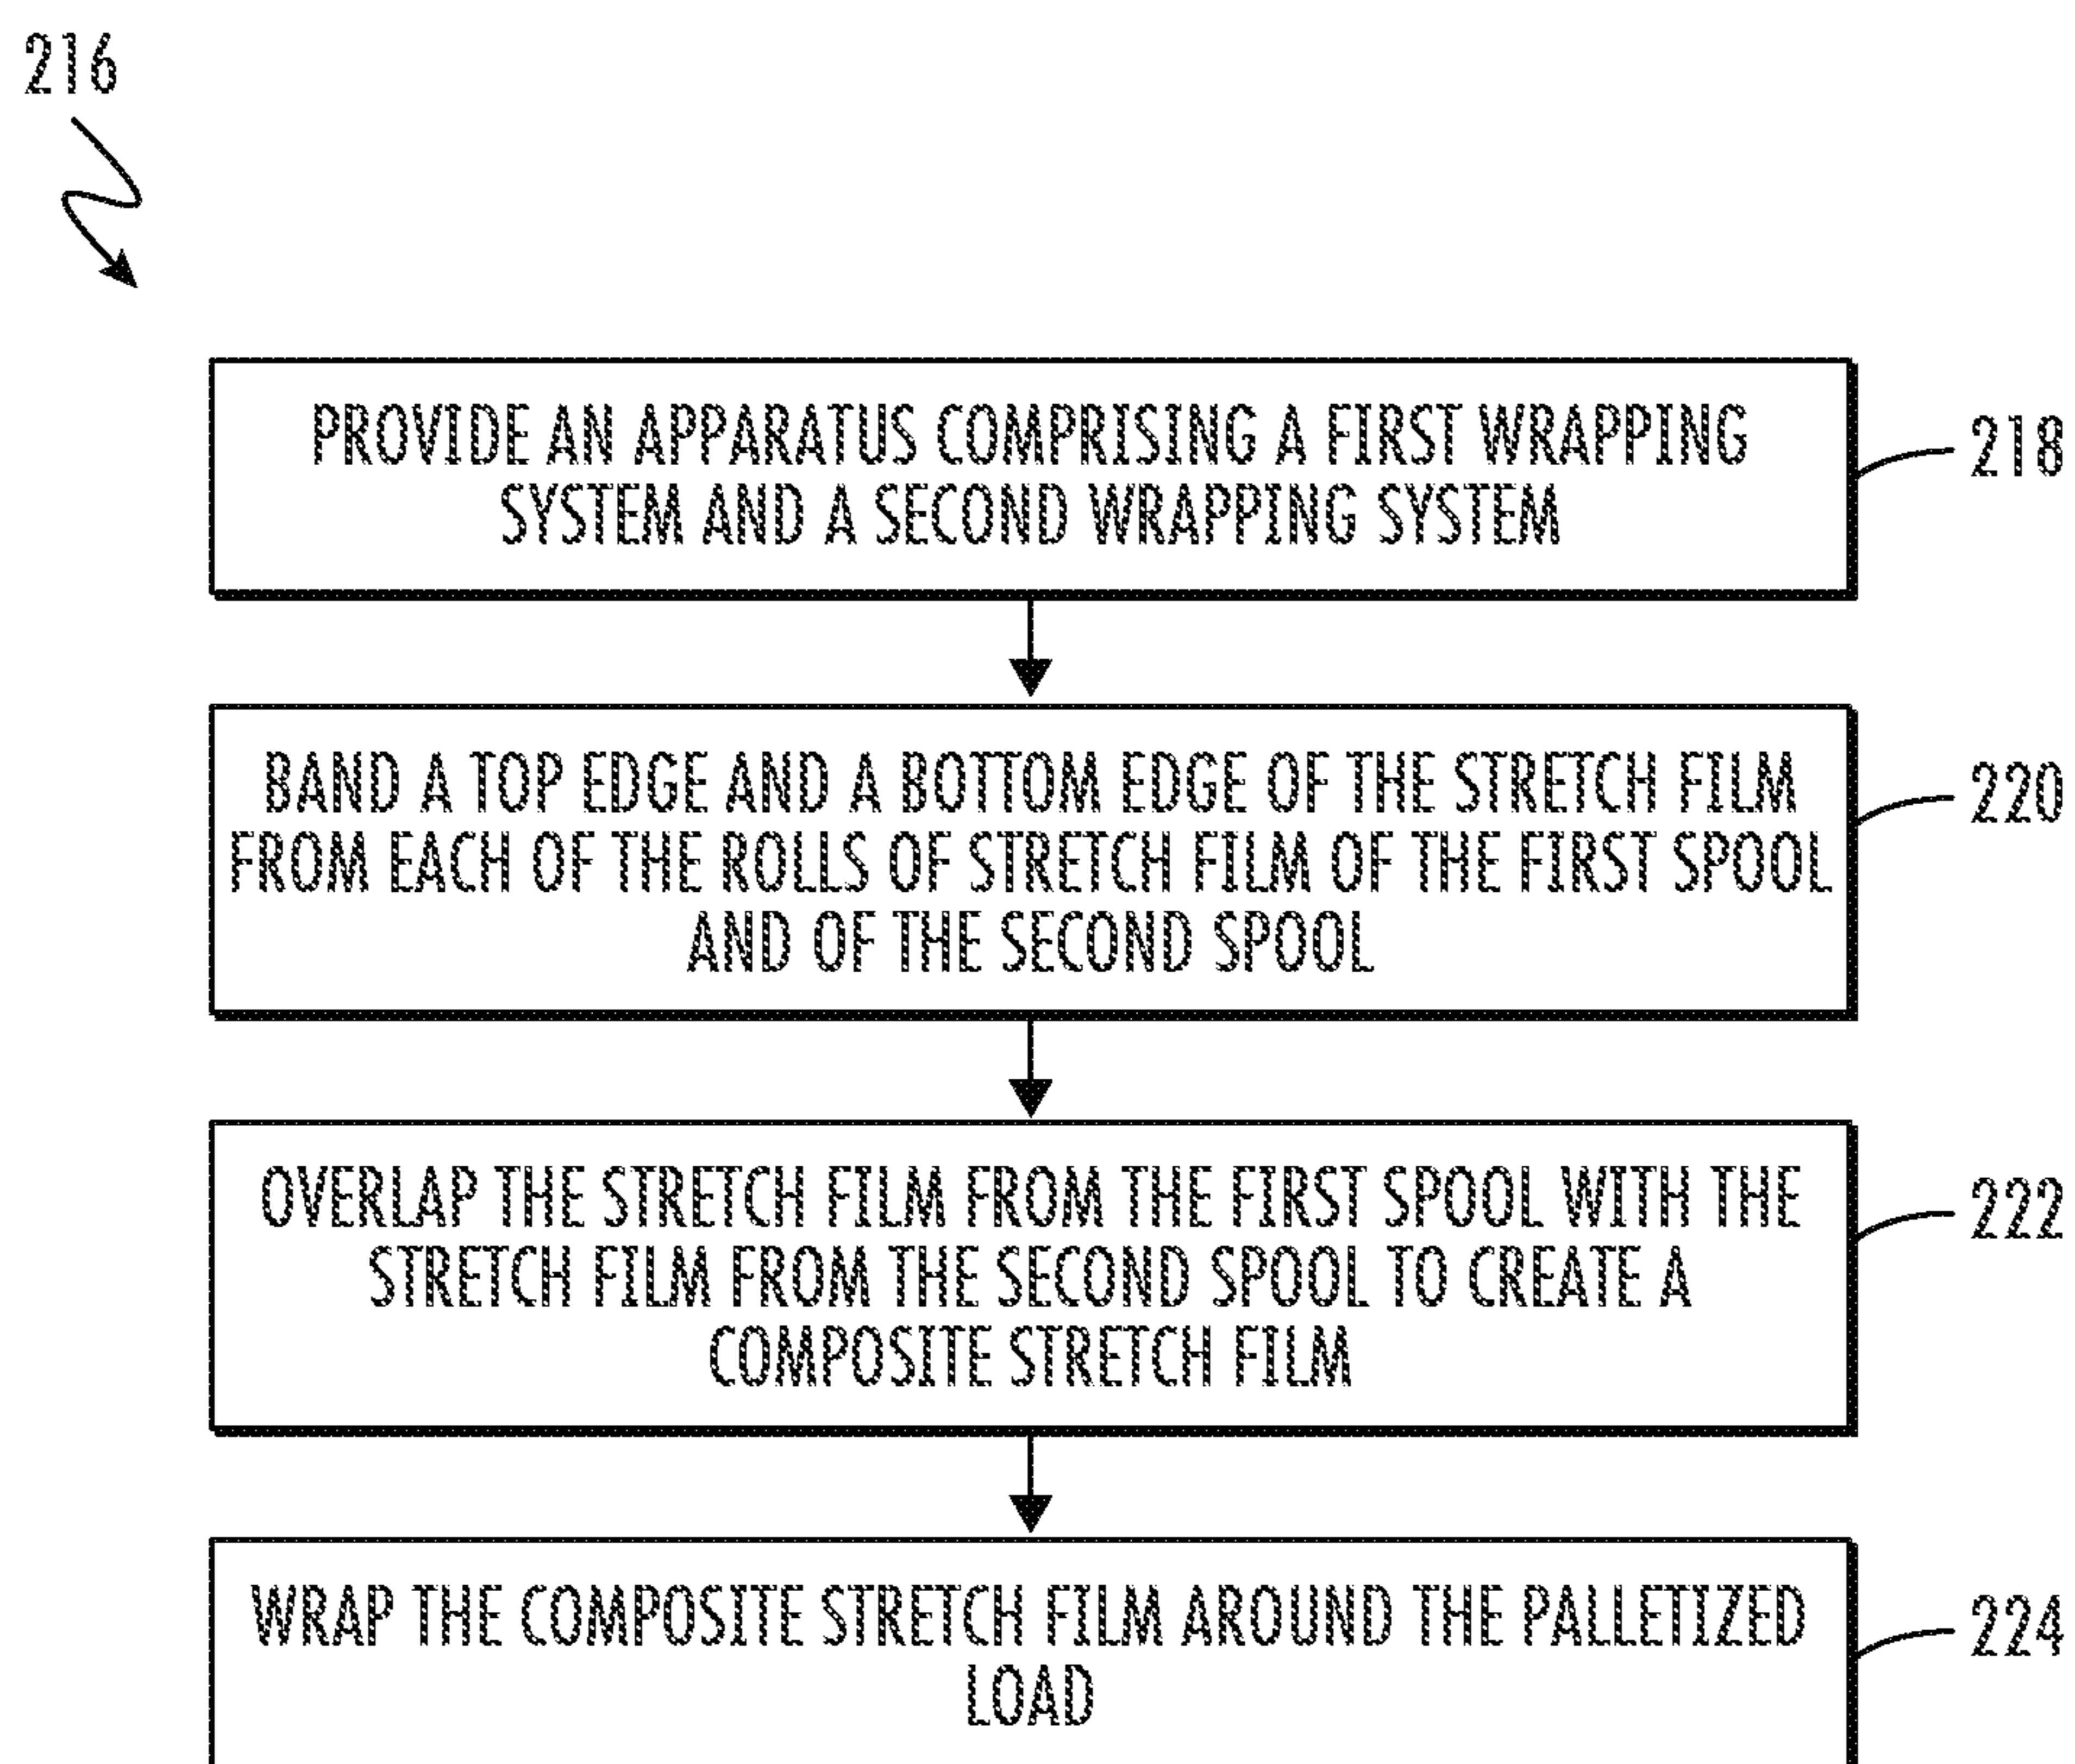 216
PROVIDE AN APPARATUS COMPRISING A FIRST WRAPPING
SYSTEM AND A SECOND WRAPPING SYSTEM
218
BAND A TOP EDGE AND A BOTTOM EDGE OF THE STRETCH FILM
FROM EACH OF THE ROLLS OF STRETCH FILM OF THE FIRST SPOOL
AND OF THE SECOND SPOOL
220
OVERLAP THE STRETCH FILM FROM THE FIRST SPOOL WITH THE
STRETCH FILM FROM THE SECOND SPOOL TO CREATE A
COMPOSITE STRETCH FILM
222
WRAP THE COMPOSITE STRETCH FILM AROUND THE PALLETIZED
LOAD
224